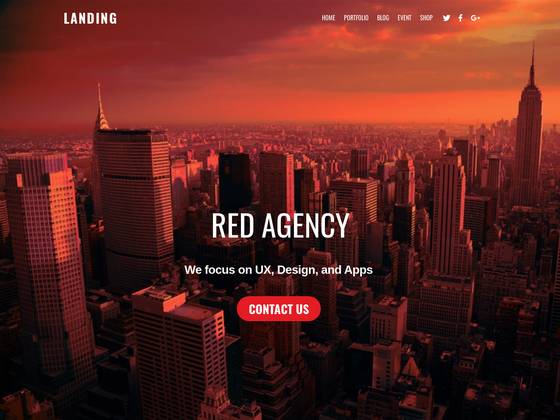 LANDING
HOME PORTFOLIO BLOG EVENT SHOP
RED AGENCY
We focus on UX, Design, and Apps
CONTACT US